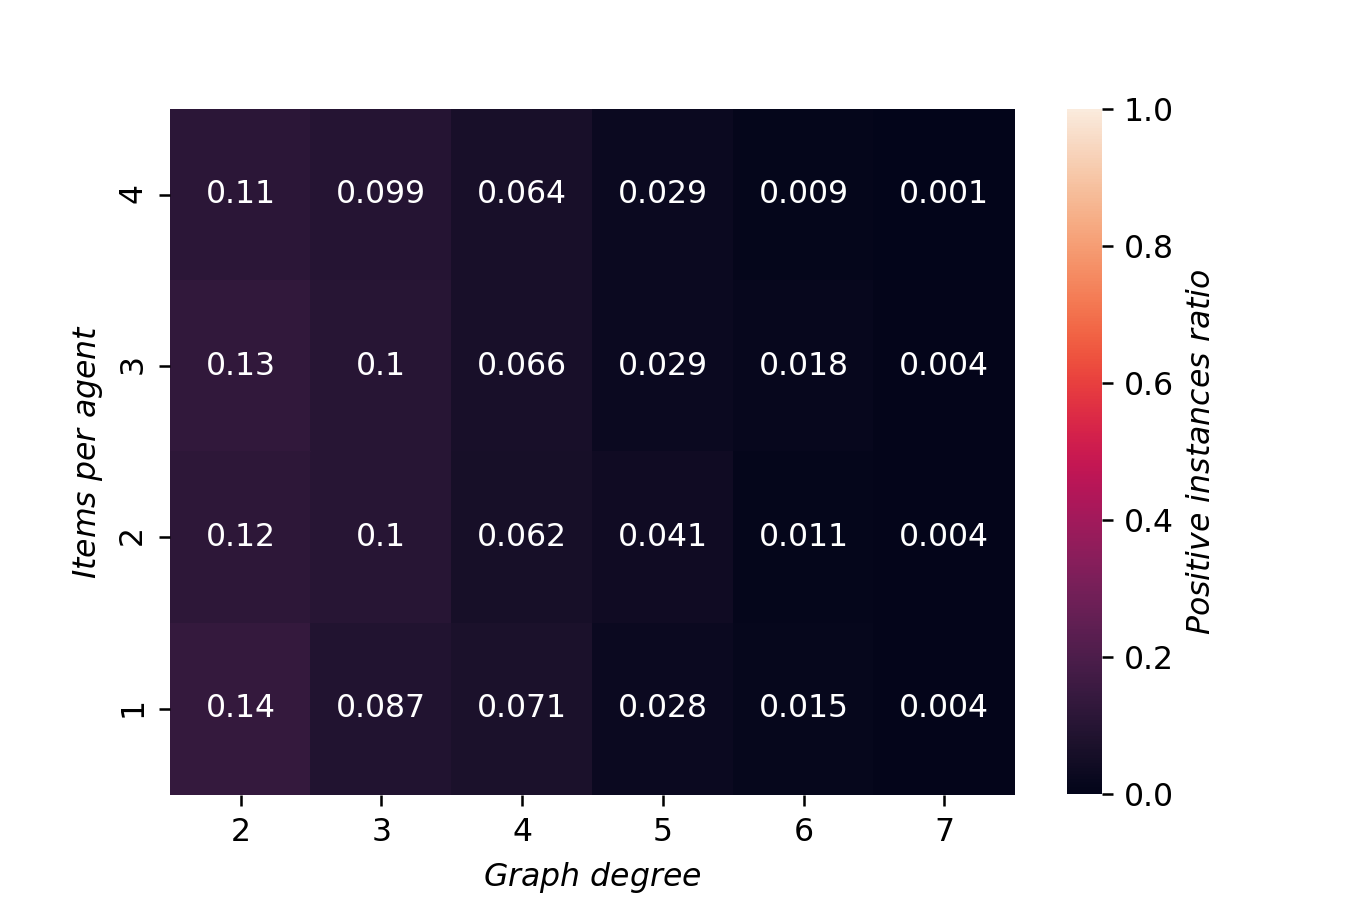 4 0.11 0.099 0.064 0.029 0.009 0.001
3 0.13 0.1 0.066 0.029 0.018 0.004
2 0.12 0.1 0.062 0.041 0.011 0.004
1 0.14 0.087 0.071 0.028 0.015 0.004
2 3 4 5 6 7
Graph degree
Items per agent
1.0
0.8
0.6
0.4
0.2
0.0
Positive instances ratio